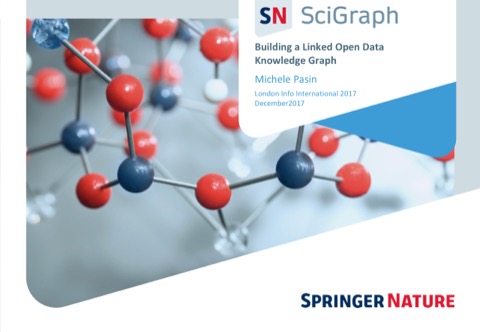 SN SciGraph
Building a Linked Open Data
Knowledge Graph
Michele Pasin
London Info International 2017
December2017
SPRINGER NATURE